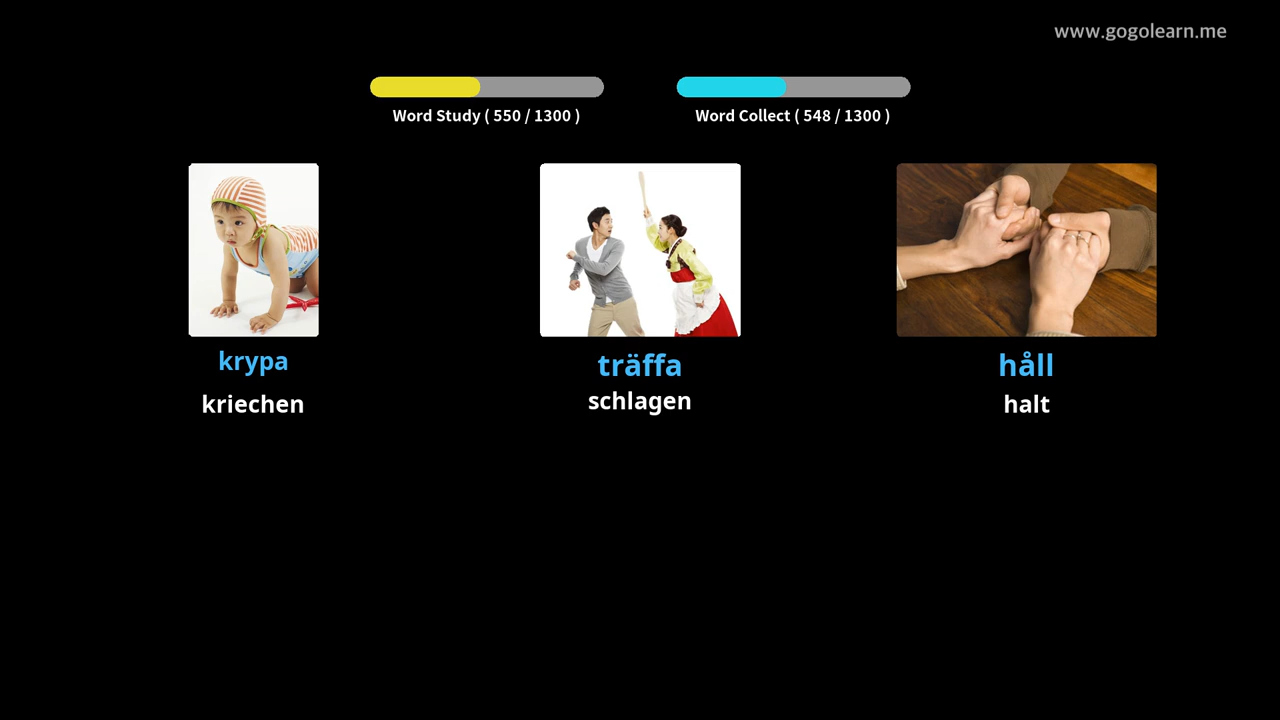 www.gogolearn.me
Word Study ( 550 / 1300 )
Word Collect ( 548 / 1300 )
krypa
kriechen
träffa
schlagen
håll
halt